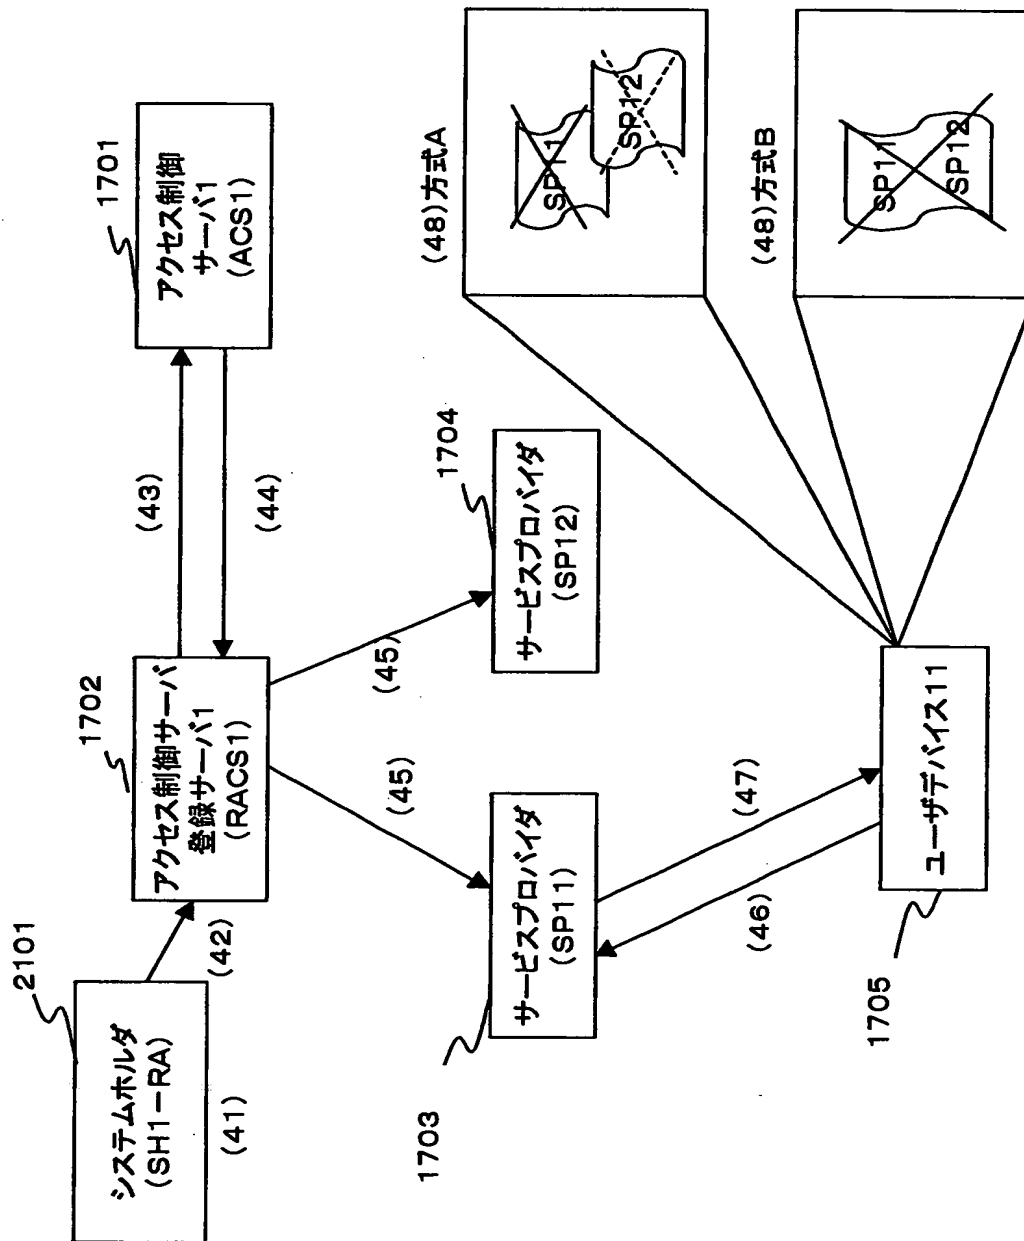 2101
システムホルダ
(SH1－RA)
(41)
(42)
1702
アクセス制御サーバ
登録サーバ1
(RACS1)
(43)
(44)
1701
アクセス制御
サーバ1
(ACS1)
(45)
(45)
1703
サービスプロバイダ
(SP11)
1704
サービスプロバイダ
(SP12)
(46)
(47)
1705
ユーザデバイス11
(48)方式A
SP11
SP12
(48)方式B
SP11
SP12